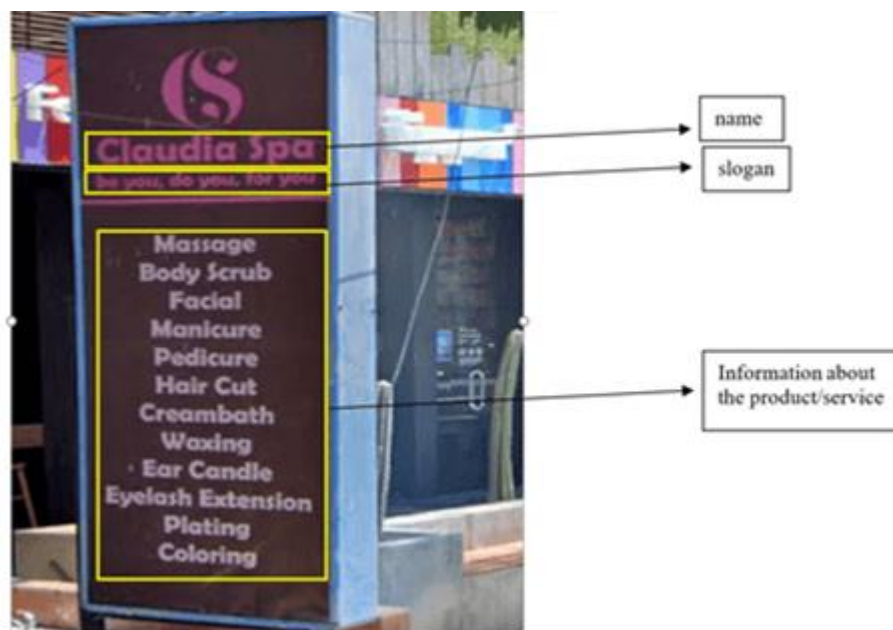 CS
Claudia Spa
be you, do you, for you
Massage
Body Scrub
Facial
Manicure
Pedicure
Hair Cut
Creambath
Waxing
Ear Candle
Eyelash Extension
Plating
Coloring
name
slogan
Information about
the product/service